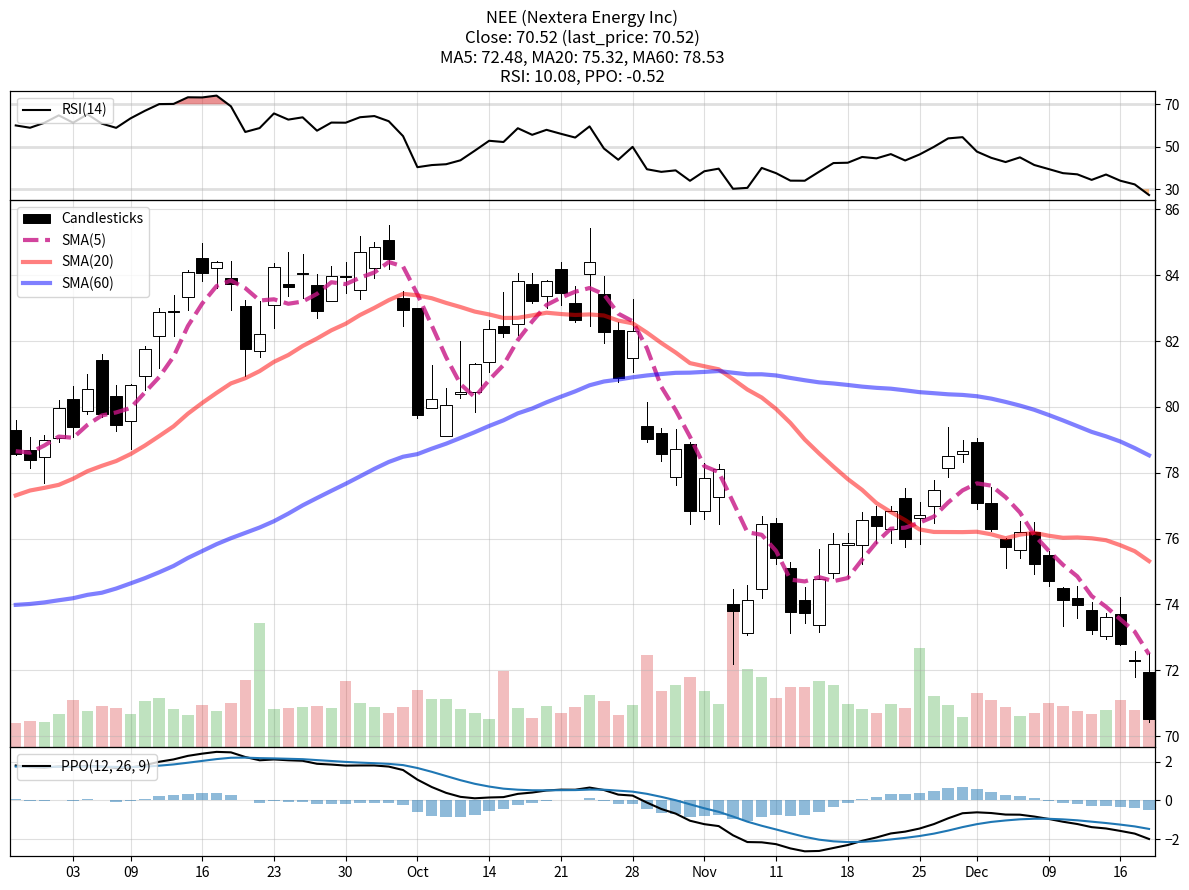 NEE (Nextera Energy Inc)
Close: 70.52 (last_price: 70.52)
MA5: 72.48, MA20: 75.32, MA60: 78.53
RSI: 10.08, PPO: -0.52
RSI(14)
70
50
30
Candlesticks
SMA(5)
SMA(20)
SMA(60)
86
84
82
80
78
76
74
72
70
PPO(12, 26, 9)
2
0
−2
03 09 16 23 30 Oct 14 21 28 Nov 11 18 25 Dec 09 16